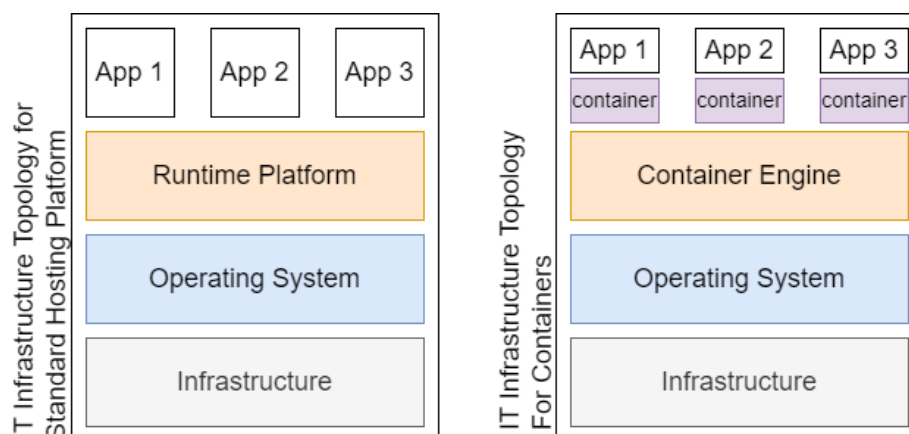 T Infrastructure Topology for
Standard Hosting Platform
App 1
App 2
App 3
Runtime Platform
Operating System
Infrastructure
IT Infrastructure Topology
For Containers
App 1
App 2
App 3
container
container
container
Container Engine
Operating System
Infrastructure